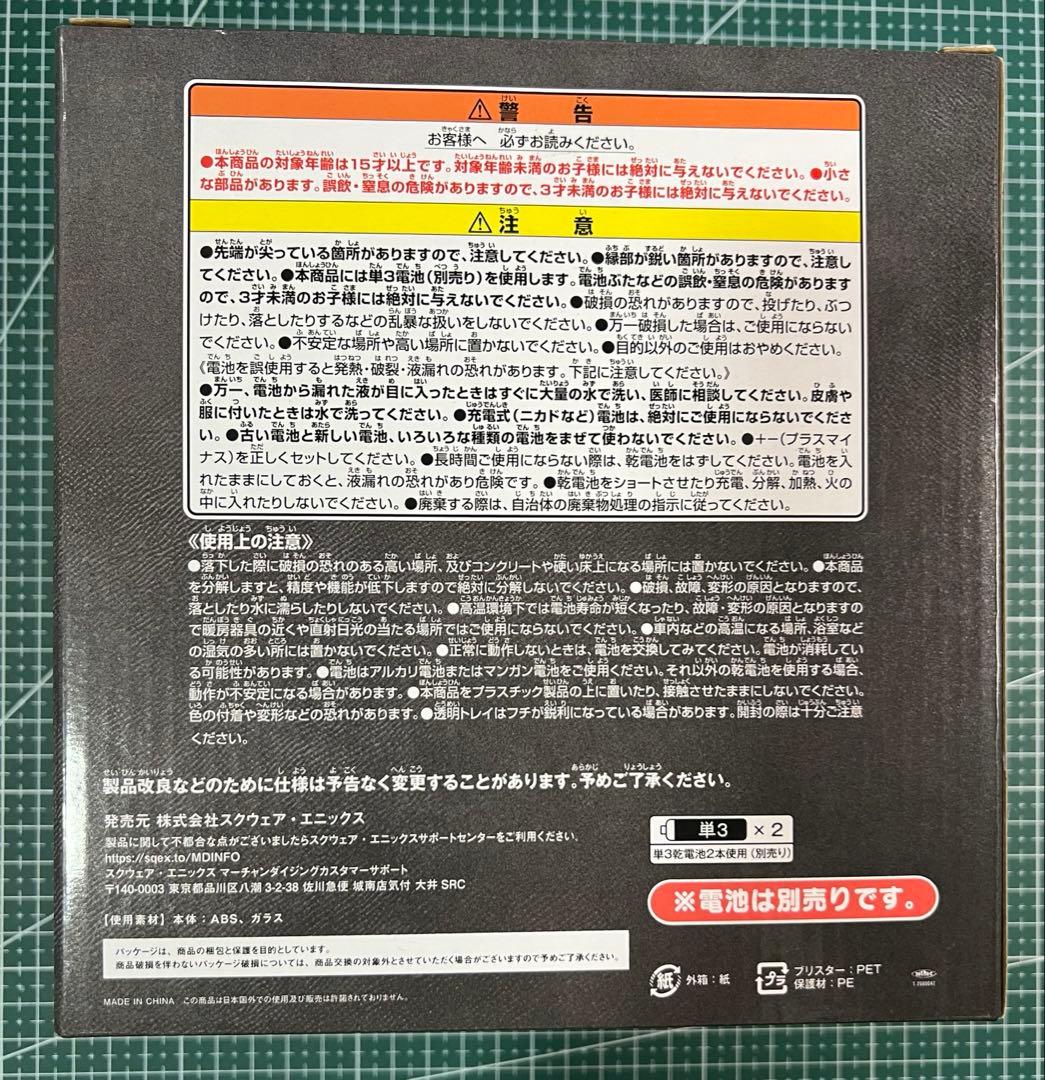 ⚠警告
お客様へ 必ずお読みください。
●本商品の対象年齢は15才以上です。対象年齢未満のお子様には絶対に与えないでください。●小さ
な部品があります。誤飲・窒息の危険がありますので、3才未満のお子様には絶対に与えないでください。
⚠注意
●先端が尖っている箇所がありますので、注意してください。●縁部が鋭い箇所がありますので、注意し
てください。●本商品には単3電池(別売り)を使用します。電池ぶたなどの誤飲・窒息の危険があります
ので、3才未満のお子様には絶対に与えないでください。●破損の恐れがありますので、投げたり、ぶつ
けたり、落としたりするなどの乱暴な扱いをしないでください。●万一破損した場合は、ご使用にならない
でください。●不安定な場所や高い場所に置かないでください。●目的以外のご使用はおやめください。
《電池を誤使用すると発熱・破裂・液漏れの恐れがあります。下記に注意してください。》
●万一、電池から漏れた液が目に入ったときはすぐに大量の水で洗い、医師に相談してください。皮膚や
服に付いたときは水で洗ってください。●充電式(ニカドなど)電池は、絶対にご使用にならないでくださ
い。●古い電池と新しい電池、いろいろな種類の電池をまぜて使わないでください。●+−(プラスマイ
ナス)を正しくセットしてください。●長時間ご使用にならない際は、乾電池をはずしてください。電池を入
れたままにしておくと、液漏れの恐れがあり危険です。●乾電池をショートさせたり充電、分解、加熱、火の
中に入れたりしないでください。●廃棄する際は、自治体の廃棄物処理の指示に従ってください。
《使用上の注意》
●落下した際に破損の恐れのある高い場所、及びコンクリートや硬い床上になる場所には置かないでください。●本商品
を分解しますと、精度や機能が低下しますので絶対に分解しないでください。●破損、故障、変形の原因となりますので、
落としたり水に濡らしたりしないでください。●高温環境下では電池寿命が短くなったり、故障・変形の原因となりますの
で暖房器具の近くや直射日光の当たる場所ではご使用にならないでください。●車内などの高温になる場所、浴室など
の湿気の多い所には置かないでください。●正常に動作しないときは、電池を交換してみてください。電池が消耗してい
る可能性があります。●電池はアルカリ電池またはマンガン電池をご使用ください。それ以外の乾電池を使用する場合、
動作が不安定になる場合があります。●本商品をプラスチック製品の上に置いたり、接触させたままにしないでください。
色の付着や変形などの恐れがあります。●透明トレイはフチが鋭利になっている場合があります。開封の際は十分ご注意
ください。
製品改良などのために仕様は予告なく変更することがあります。予めご了承ください。
発売元 株式会社スクウェア・エニックス
製品に関して不都合な点がございましたらスクウェア・エニックスサポートセンターをご利用ください。
https://sqex.to/MDINFO
スクウェア・エニックス マーチャンダイジングカスタマーサポート
〒140-0003 東京都品川区八潮 3-2-38 佐川急便 城南店気付 大井 SRC
単3 ×2
単3乾電池2本使用(別売り)
※電池は別売りです。
【使用素材】本体:ABS、ガラス
パッケージは、商品の梱包と保護を目的としています。
商品破損を伴わないパッケージ破損については、商品交換の対象外とさせていただく場合がございますので予めご了承ください。
紙 外箱:紙
プラ ブリスター:PET
保護材:PE
MADE IN CHINA この商品は日本国外での使用及び販売は許諾されておりません。